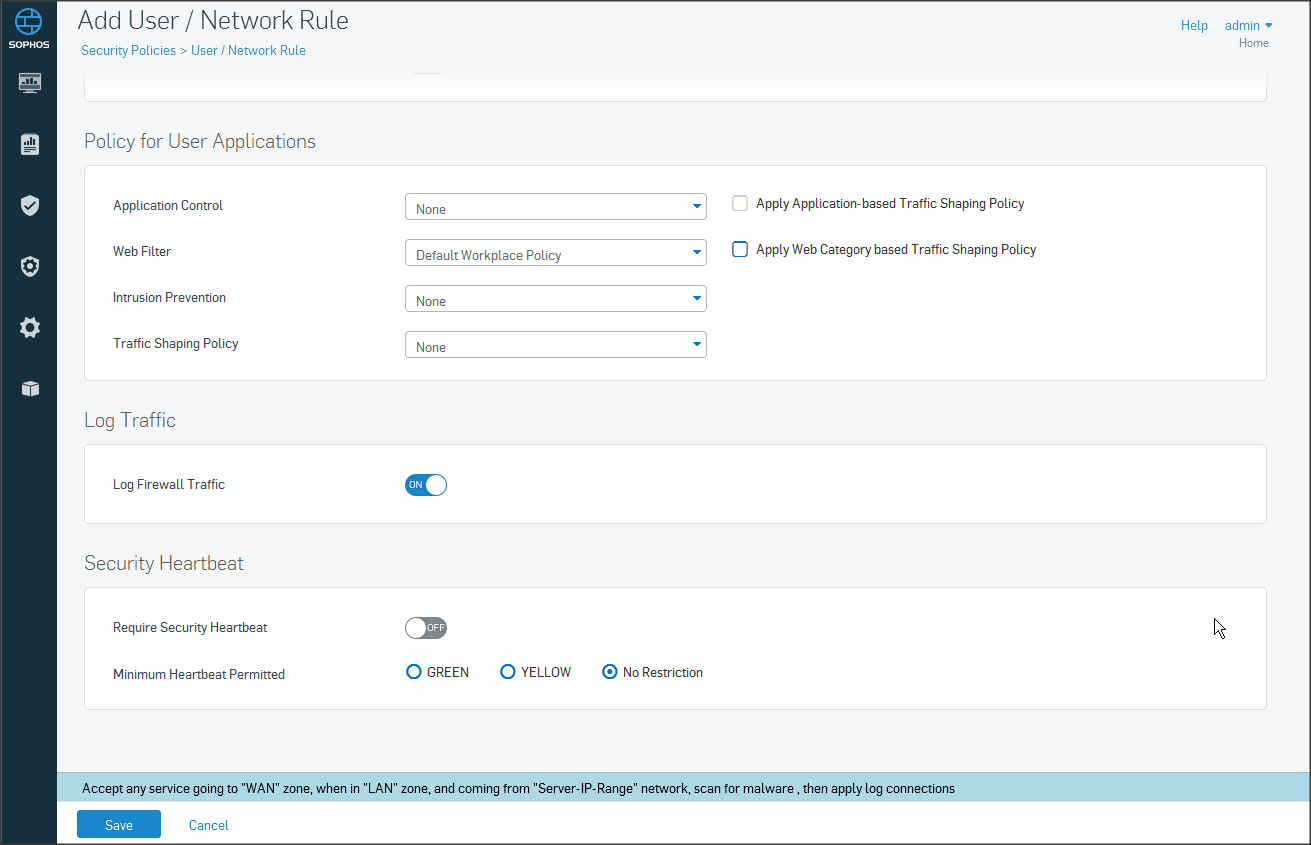 SOPHOS
Add User / Network Rule
Help admin
Security Policies > User / Network Rule
Home
Policy for User Applications
Application Control None Apply Application-based Traffic Shaping Policy
Web Filter Default Workplace Policy Apply Web Category based Traffic Shaping Policy
Intrusion Prevention None
Traffic Shaping Policy None
Log Traffic
Log Firewall Traffic ON
Security Heartbeat
Require Security Heartbeat OFF
Minimum Heartbeat Permitted GREEN YELLOW No Restriction
Accept any service going to "WAN" zone, when in "LAN" zone, and coming from "Server-IP-Range" network, scan for malware , then apply log connections
Save Cancel